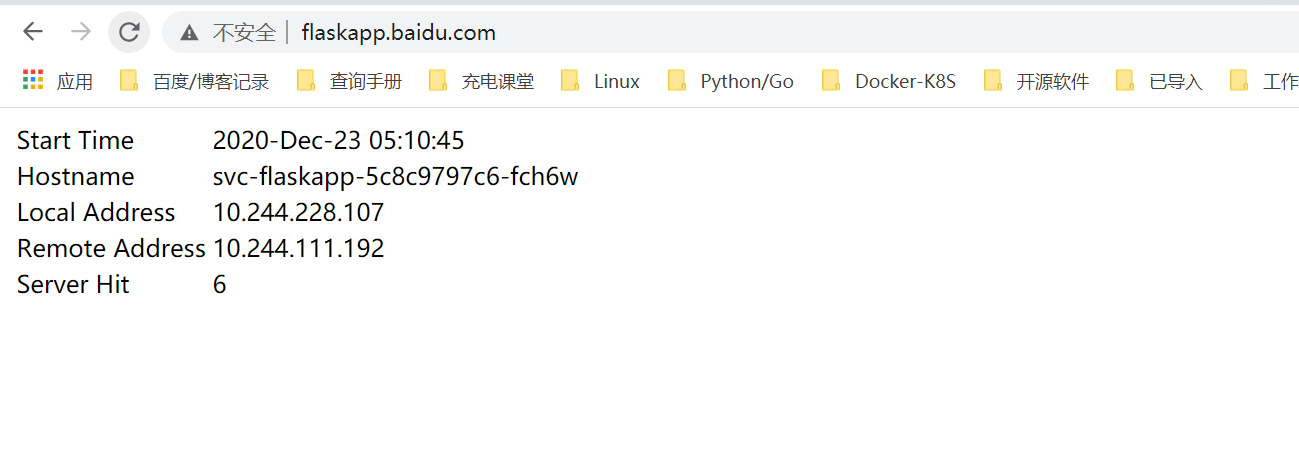 不安全 | flaskapp.baidu.com
应用 百度/博客记录 查询手册 充电课堂 Linux Python/Go Docker-K8S 开源软件 已导入 工作
Start Time 2020-Dec-23 05:10:45
Hostname svc-flaskapp-5c8c9797c6-fch6w
Local Address 10.244.228.107
Remote Address 10.244.111.192
Server Hit 6